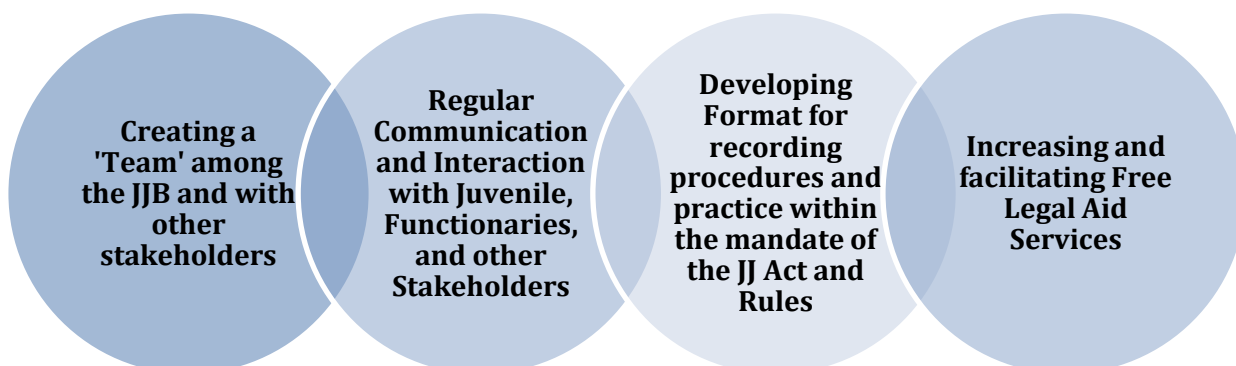 Creating a
'Team' among
the JJB and with
other
stakeholders
Regular
Communication
and Interaction
with Juvenile,
Functionaries,
and other
Stakeholders
Developing
Format for
recording
procedures and
practice within
the mandate of
the JJ Act and
Rules
Increasing and
facilitating Free
Legal Aid
Services